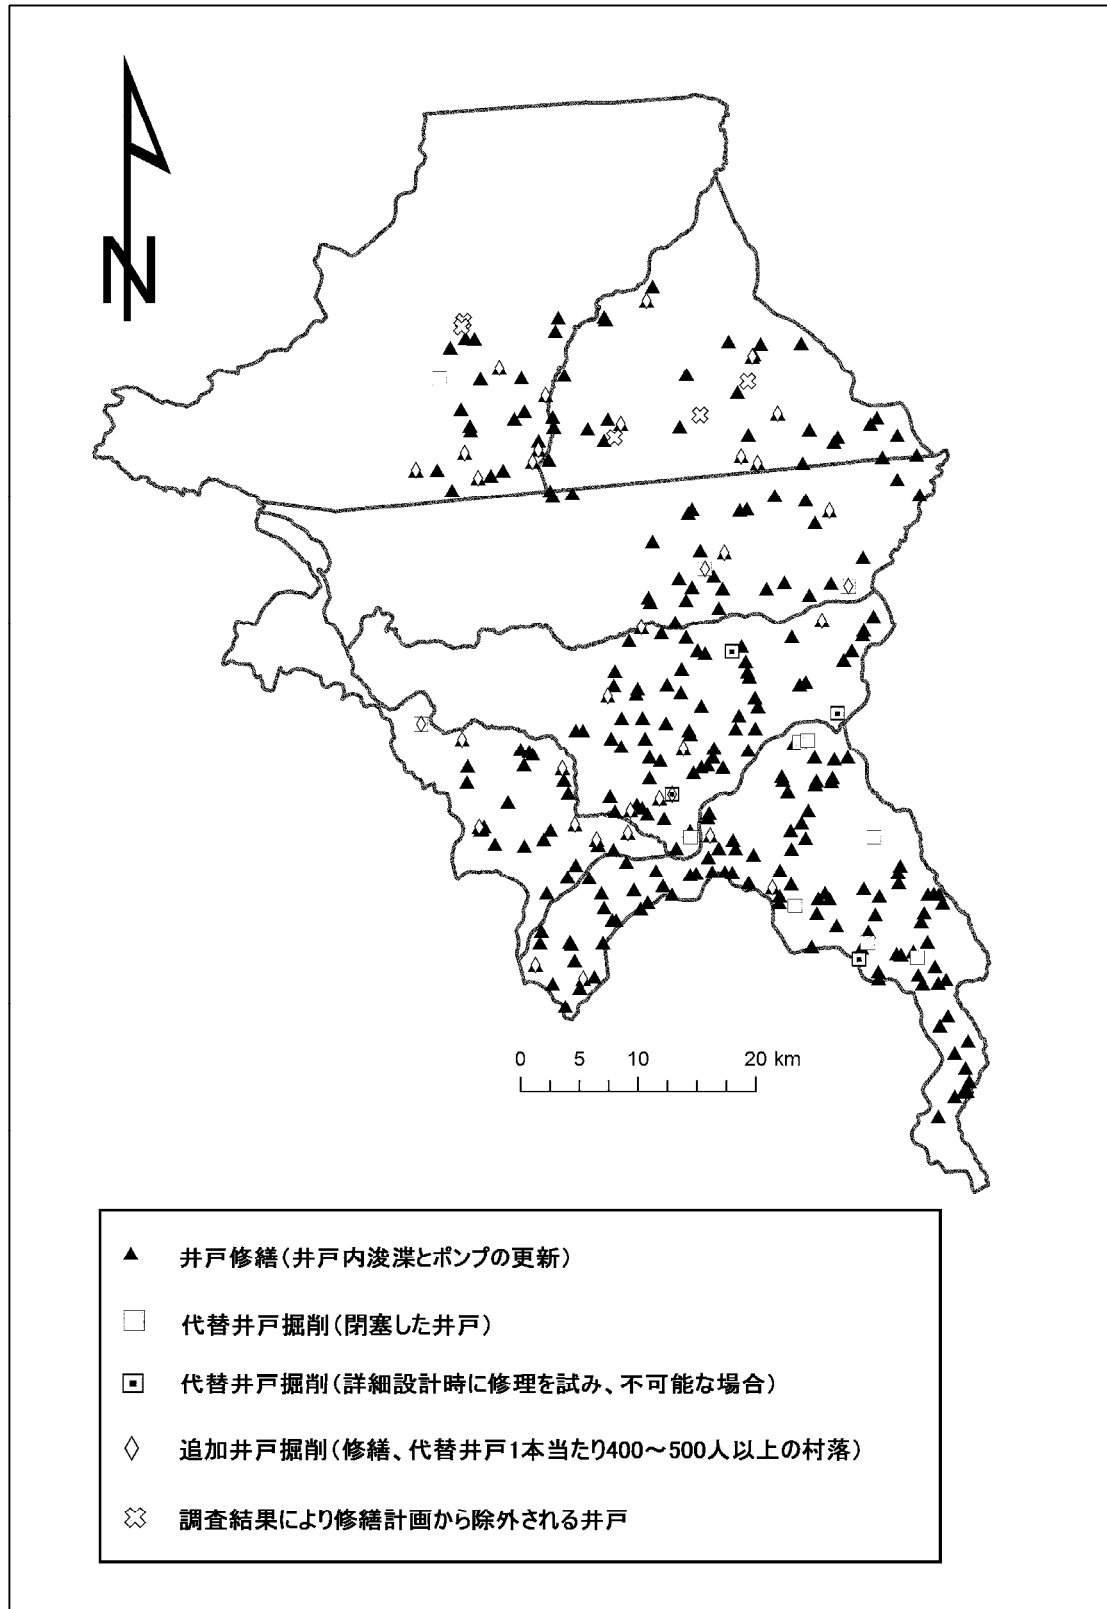 N
0 5 10 20 km
井戸修繕（井戸内浚渫とポンプの更新）
代替井戸掘削（閉塞した井戸）
代替井戸掘削（詳細設計時に修理を試み、不可能な場合）
追加井戸掘削（修繕、代替井戸1本当たり400～500人以上の村落）
調査結果により修繕計画から除外される井戸